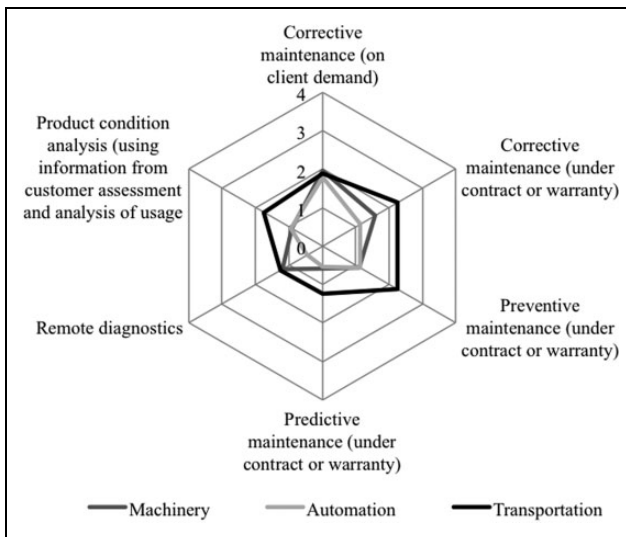 Corrective
maintenance (on
client demand)
4
3
2
1
0
Product condition
analysis (using
information from
customer assessment
and analysis of usage
Corrective
maintenance (under
contract or warranty)
Remote diagnostics
Preventive
maintenance (under
contract or warranty)
Predictive
maintenance (under
contract or warranty)
Machinery Automation Transportation